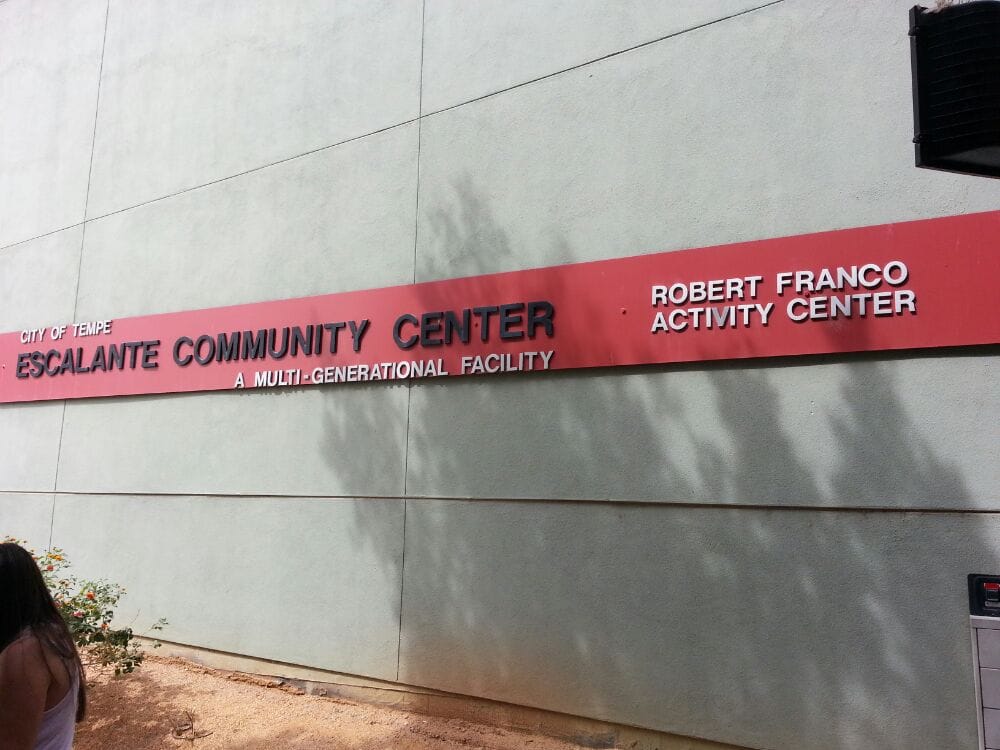 CITY OF TEMPE
ESCALANTE COMMUNITY CENTER
A MULTI-GENERATIONAL FACILITY
ROBERT FRANCO
ACTIVITY CENTER